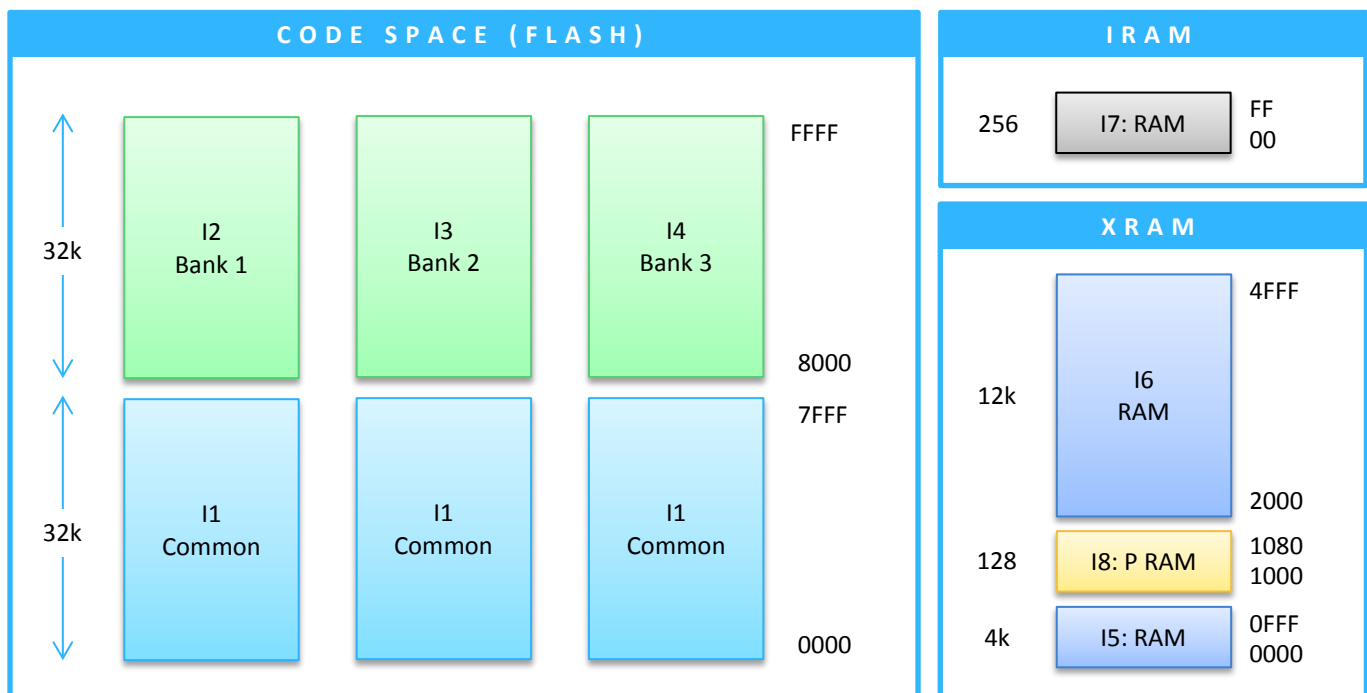 CODE SPACE (FLASH)
32k
I2
Bank 1
I3
Bank 2
I4
Bank 3
FFFF
8000
32k
I1
Common
I1
Common
I1
Common
7FFF
0000
IRAM
256
I7: RAM
FF
00
XRAM
12k
I6
RAM
4FFF
2000
128
I8: P RAM
1080
1000
4k
I5: RAM
0FFF
0000